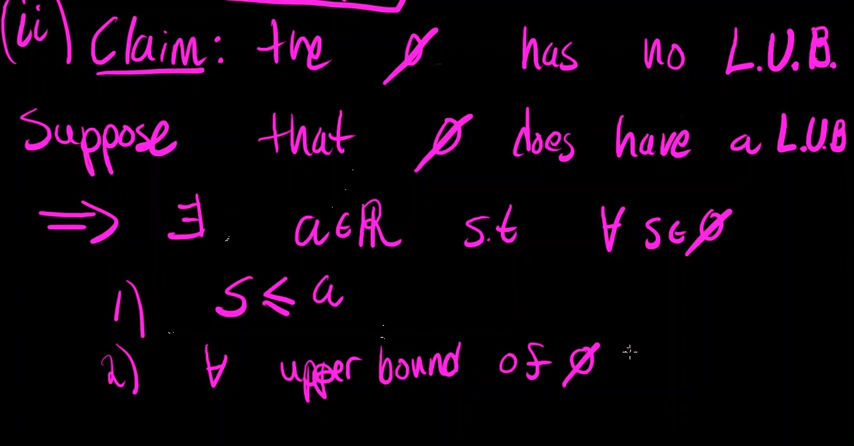 (ii) Claim: the ∅ has no L.U.B.
Suppose that ∅ does have a L.U.B
⇒ ∃ a∈ℝ s.t ∀ s∈∅
1) s ≤ a
2) ∀ upper bound of ∅